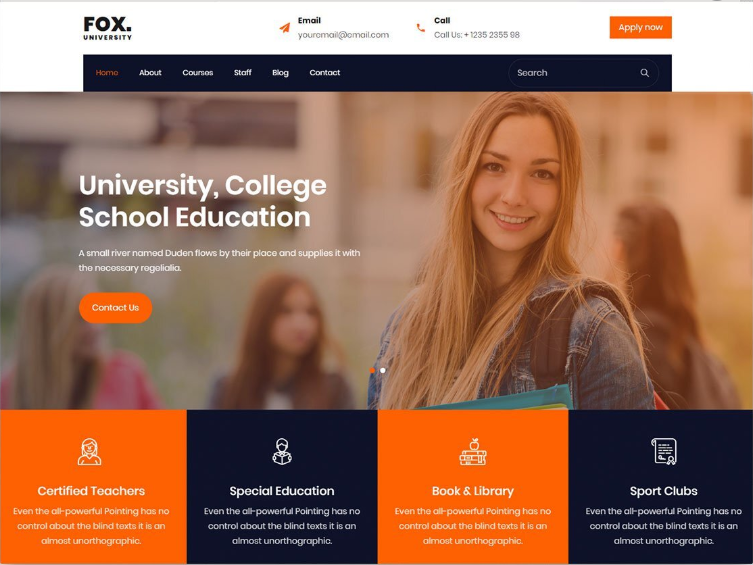 FOX.
UNIVERSITY
Email
youremail@email.com
Call
Call Us: + 1235 2355 98
Apply now
Home About Courses Staff Blog Contact
Search
University, College
School Education
A small river named Duden flows by their place and supplies it with
the necessary regelialia.
Contact Us
Certified Teachers
Even the all-powerful Pointing has no
control about the blind texts it is an
almost unorthographic.
Special Education
Even the all-powerful Pointing has no
control about the blind texts it is an
almost unorthographic.
Book & Library
Even the all-powerful Pointing has no
control about the blind texts it is an
almost unorthographic.
Sport Clubs
Even the all-powerful Pointing has no
control about the blind texts it is an
almost unorthographic.